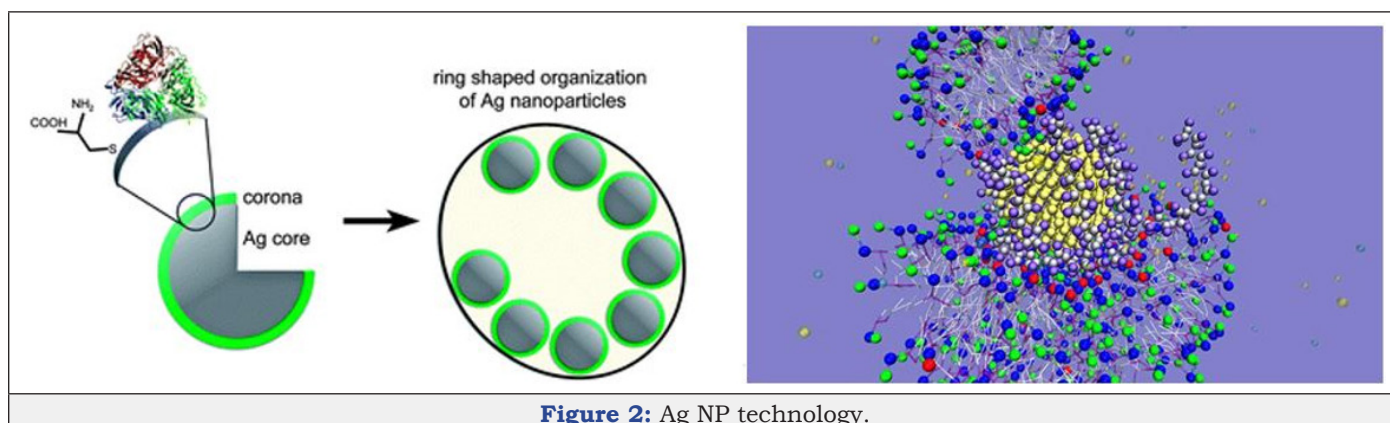 NH₂
COOH
S
corona
Ag core
ring shaped organization
of Ag nanoparticles
Figure 2: Ag NP technology.